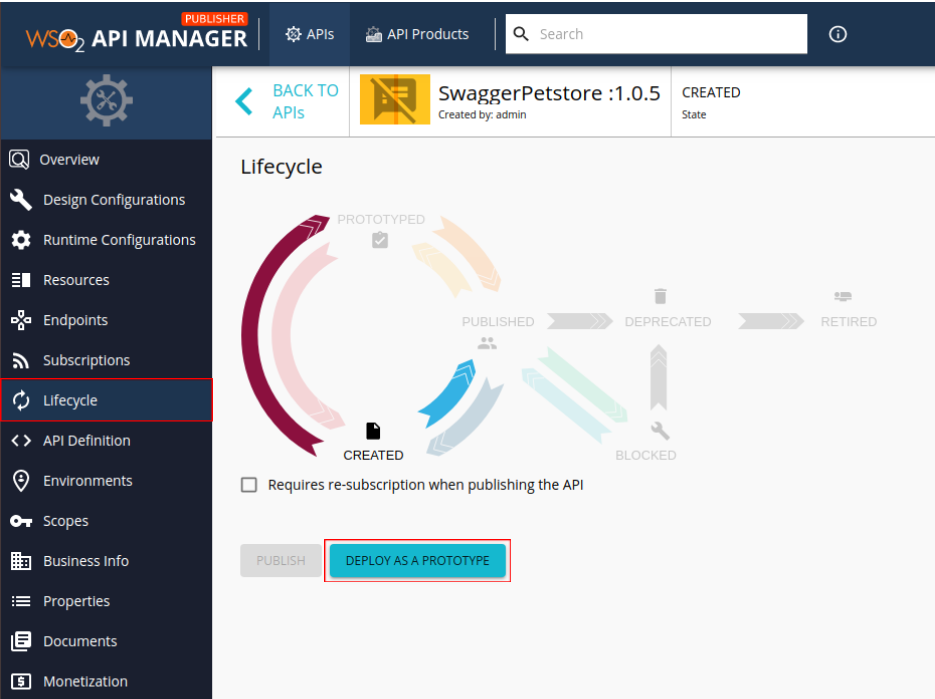 PUBLISHER
WSO2 API MANAGER
APIs
API Products
Search
BACK TO
APIs
SwaggerPetstore :1.0.5
Created by: admin
CREATED
State
Overview
Design Configurations
Runtime Configurations
Resources
Endpoints
Subscriptions
Lifecycle
API Definition
Environments
Scopes
Business Info
Properties
Documents
Monetization
Lifecycle
PROTOTYPED
PUBLISHED
DEPRECATED
RETIRED
CREATED
BLOCKED
Requires re-subscription when publishing the API
PUBLISH
DEPLOY AS A PROTOTYPE